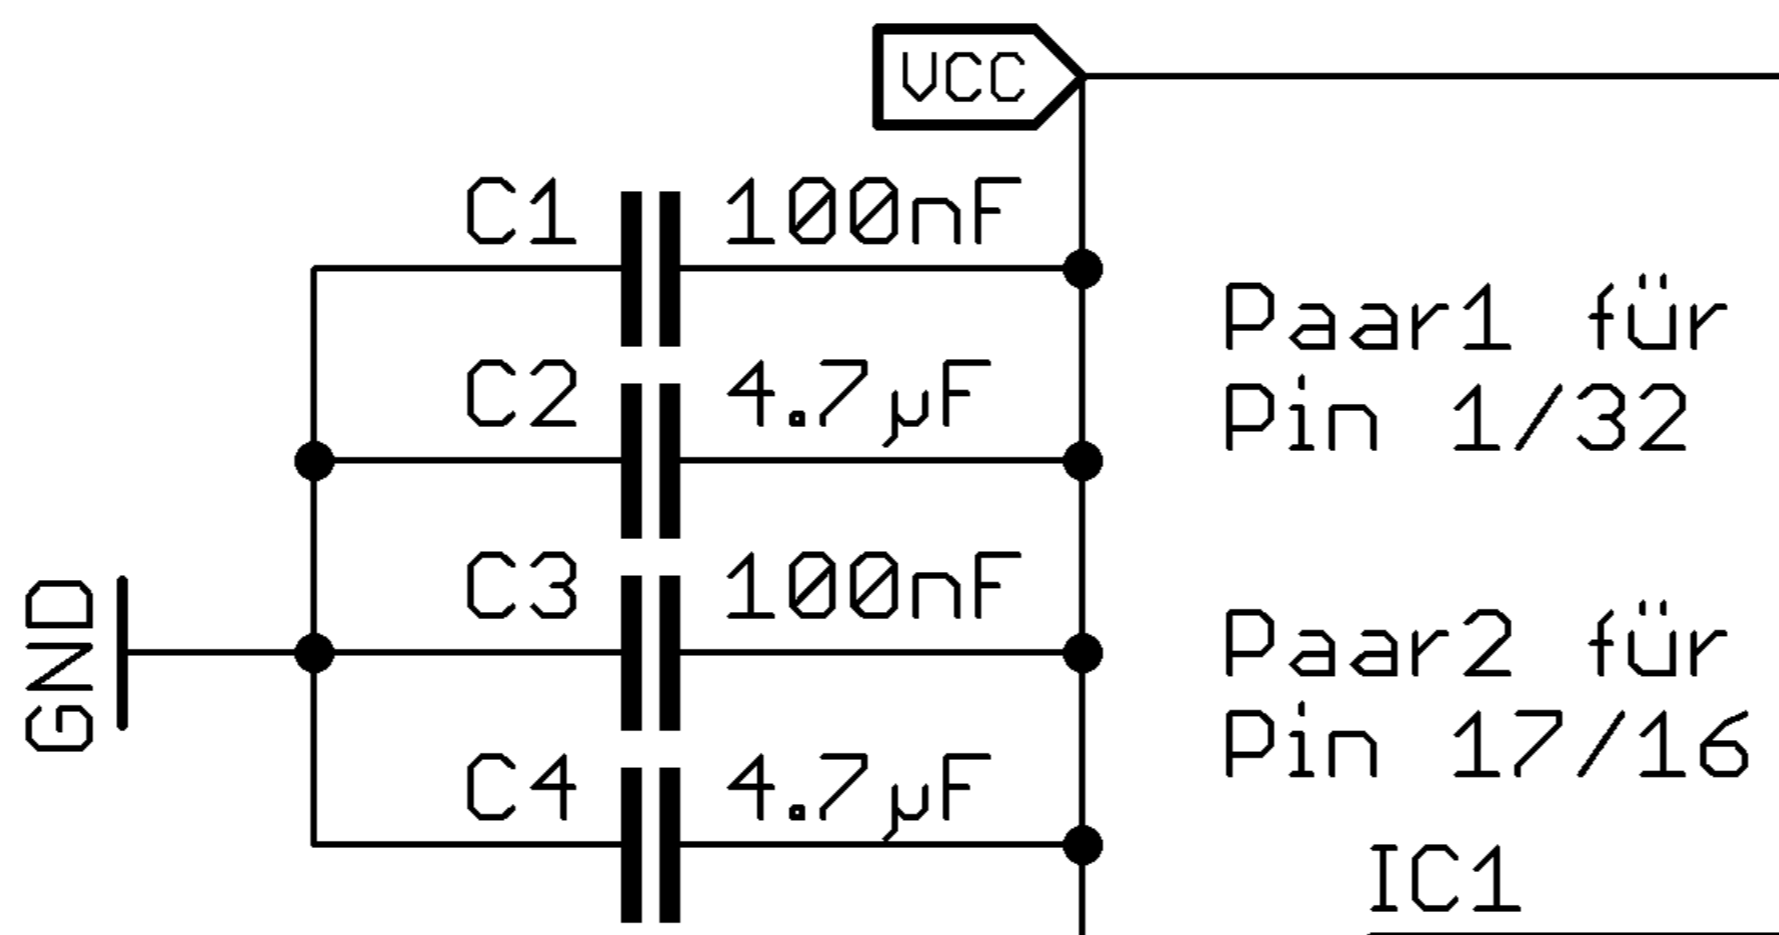 VCC
C1 100nF
C2 4.7µF
C3 100nF
C4 4.7µF
GND
Paar1 für
Pin 1/32
Paar2 für
Pin 17/16
IC1